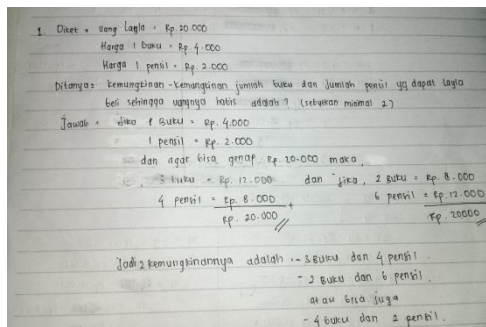 1 Diket = Uang Layla = Rp. 20.000
Harga 1 buku = Rp. 4.000
Harga 1 pensil = Rp. 2.000
Ditanya = kemungkinan-kemungkinan jumlah buku dan jumlah pensil yg dapat layla
beli sehingga uangnya habis adalah ? (sebutkan minimal 2)
Jawab = Jika 1 Buku = Rp. 4.000
1 pensil = Rp. 2.000
dan agar bisa genap Rp. 20.000 maka,
3 buku = Rp. 12.000 dan jika, 2 Buku = Rp. 8.000
4 pensil = Rp. 8.000 + 6 pensil = Rp. 12.000
Rp. 20.000 Rp. 20000
Jadi 2 kemungkinannya adalah :- 3 Buku dan 4 pensil.
- 2 Buku dan 6 pensil.
atau bisa juga
- 4 buku dan 2 pensil.